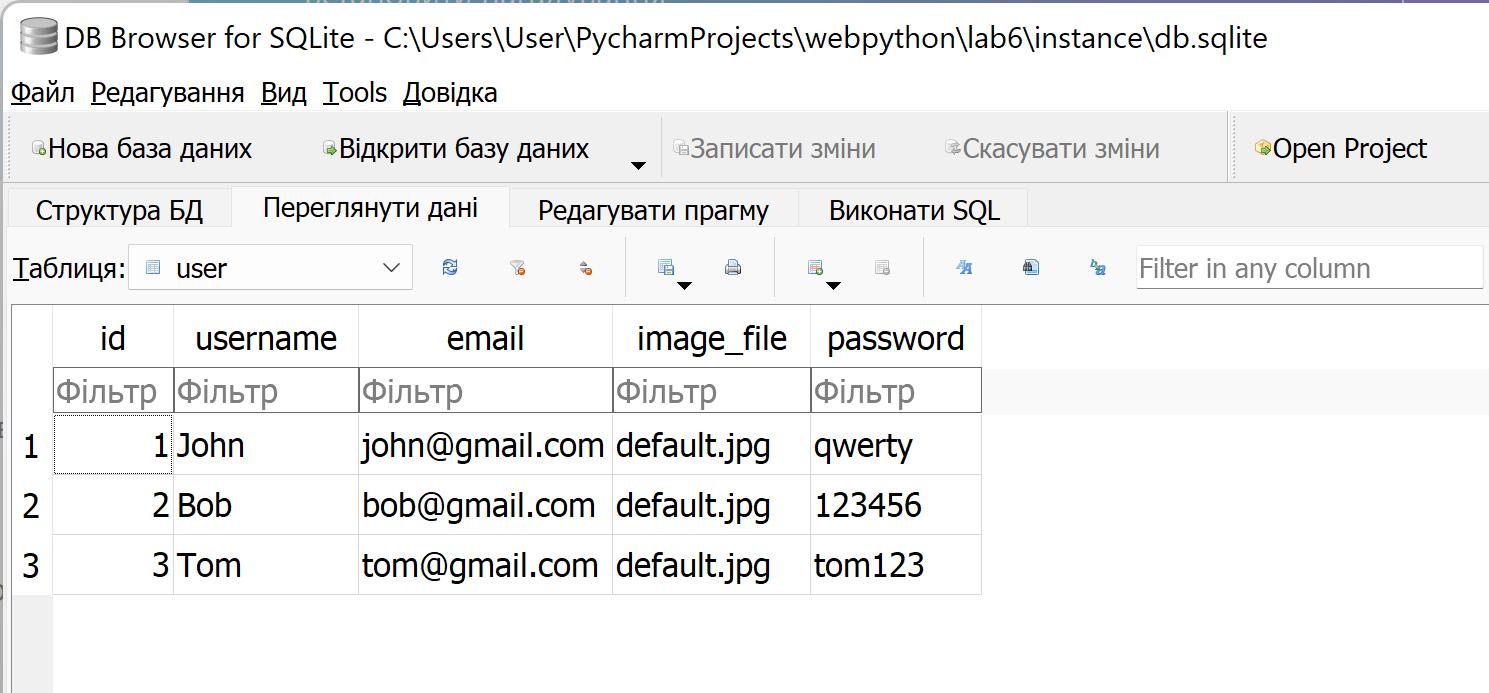 DB Browser for SQLite - C:\Users\User\PycharmProjects\webpython\lab6\instance\db.sqlite
Файл Редагування Вид Tools Довідка
Нова база даних Відкрити базу даних Записати зміни Скасувати зміни Open Project
Структура БД Переглянути дані Редагувати прагму Виконати SQL
Таблиця: user Filter in any column
id username email image_file password
Фільтр Фільтр Фільтр Фільтр Фільтр
1 1 John john@gmail.com default.jpg qwerty
2 2 Bob bob@gmail.com default.jpg 123456
3 3 Tom tom@gmail.com default.jpg tom123